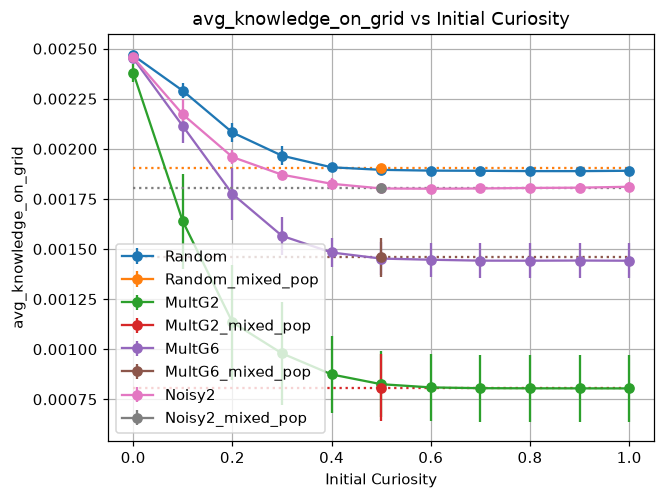 avg_knowledge_on_grid vs Initial Curiosity
avg_knowledge_on_grid
0.00250
0.00225
0.00200
0.00175
0.00150
0.00125
0.00100
0.00075
Random
Random_mixed_pop
MultG2
MultG2_mixed_pop
MultG6
MultG6_mixed_pop
Noisy2
Noisy2_mixed_pop
0.0 0.2 0.4 0.6 0.8 1.0
Initial Curiosity